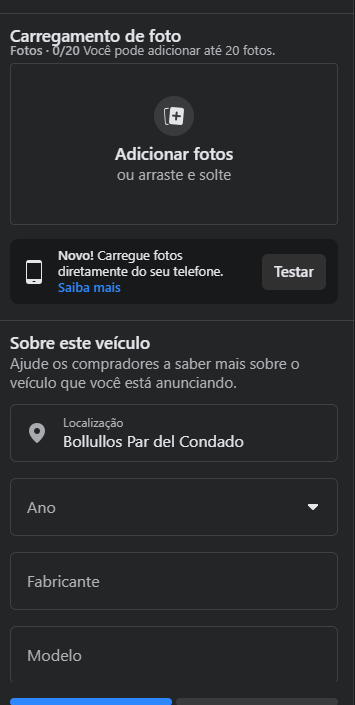 Carregamento de foto
Fotos · 0/20 Você pode adicionar até 20 fotos.
Adicionar fotos
ou arraste e solte
Novo! Carregue fotos
diretamente do seu telefone.
Saiba mais
Testar
Sobre este veículo
Ajude os compradores a saber mais sobre o
veículo que você está anunciando.
Localização
Bollullos Par del Condado
Ano
Fabricante
Modelo